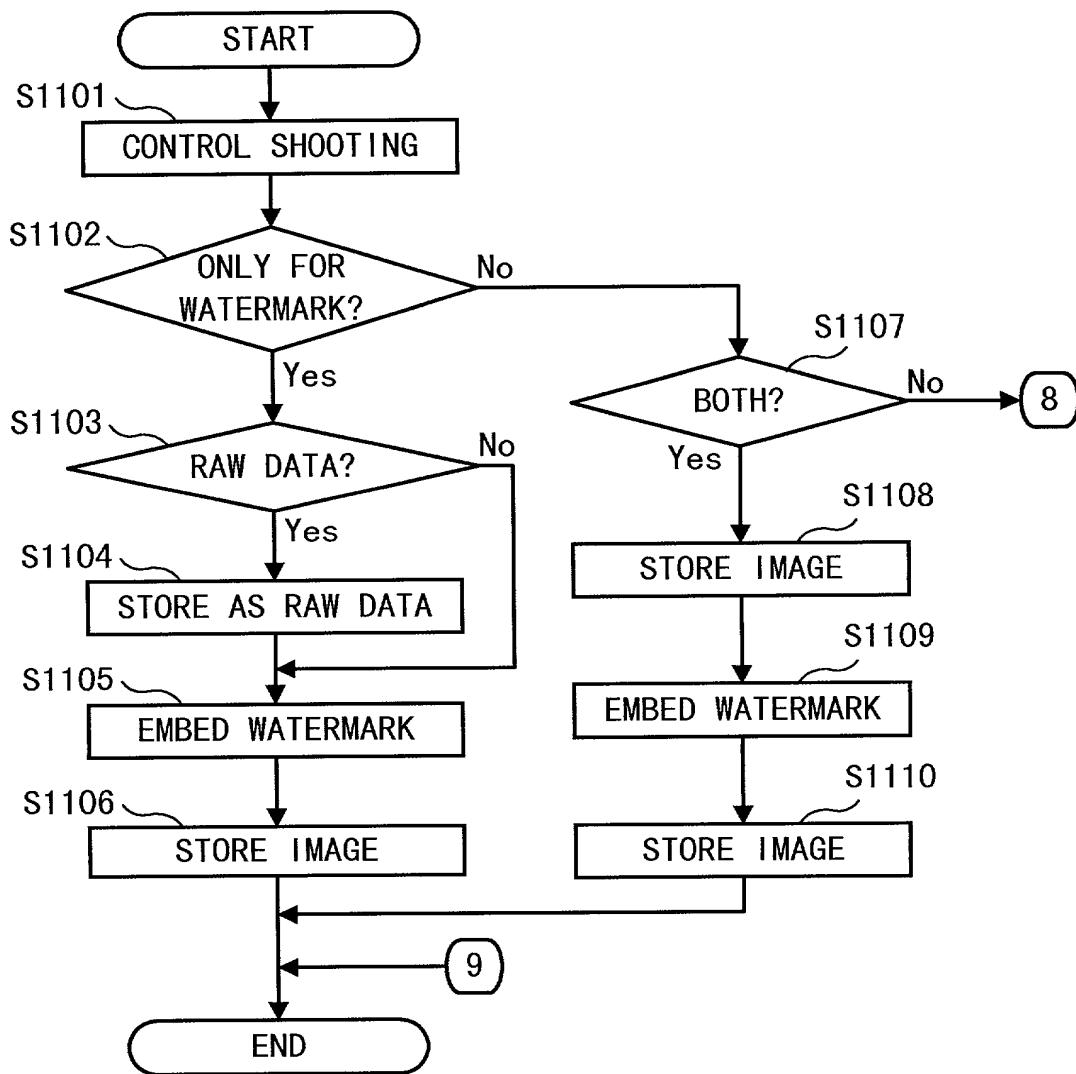 START
S1101
CONTROL SHOOTING
S1102
ONLY FOR
WATERMARK?
No
Yes
S1103
RAW DATA?
No
Yes
S1104
STORE AS RAW DATA
S1105
EMBED WATERMARK
S1106
STORE IMAGE
S1107
BOTH?
No
8
Yes
S1108
STORE IMAGE
S1109
EMBED WATERMARK
S1110
STORE IMAGE
9
END